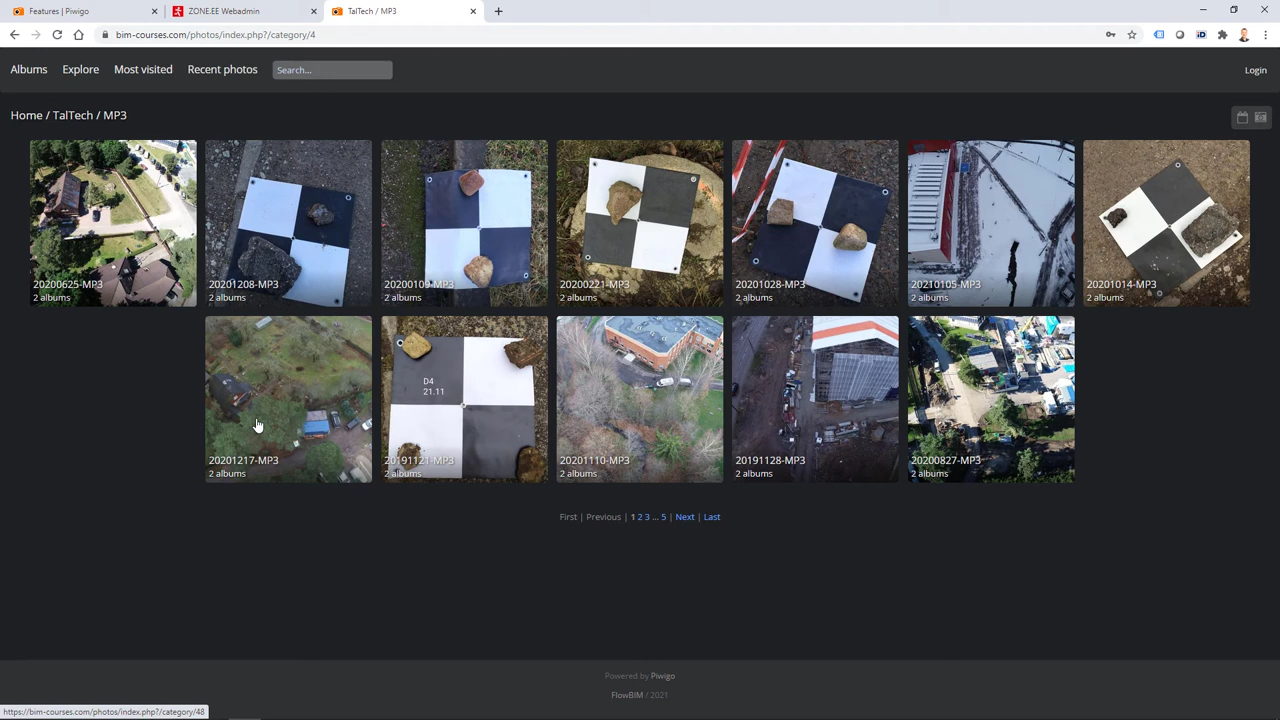 Features | Piwigo
ZONE.EE Webadmin
TalTech / MP3
bim-courses.com/photos/index.php?/category/4
Albums
Explore
Most visited
Recent photos
Search...
Login
Home / TalTech / MP3
20200625-MP3
2 albums
20201208-MP3
2 albums
20200109-MP3
2 albums
20200221-MP3
2 albums
20201028-MP3
2 albums
20210105-MP3
2 albums
20201014-MP3
2 albums
20201217-MP3
2 albums
D4
21.11
20191121-MP3
2 albums
20201110-MP3
2 albums
20191128-MP3
2 albums
20200827-MP3
2 albums
First | Previous | 1 2 3 ... 5 | Next | Last
Powered by Piwigo
FlowBIM / 2021
https://bim-courses.com/photos/index.php?/category/48